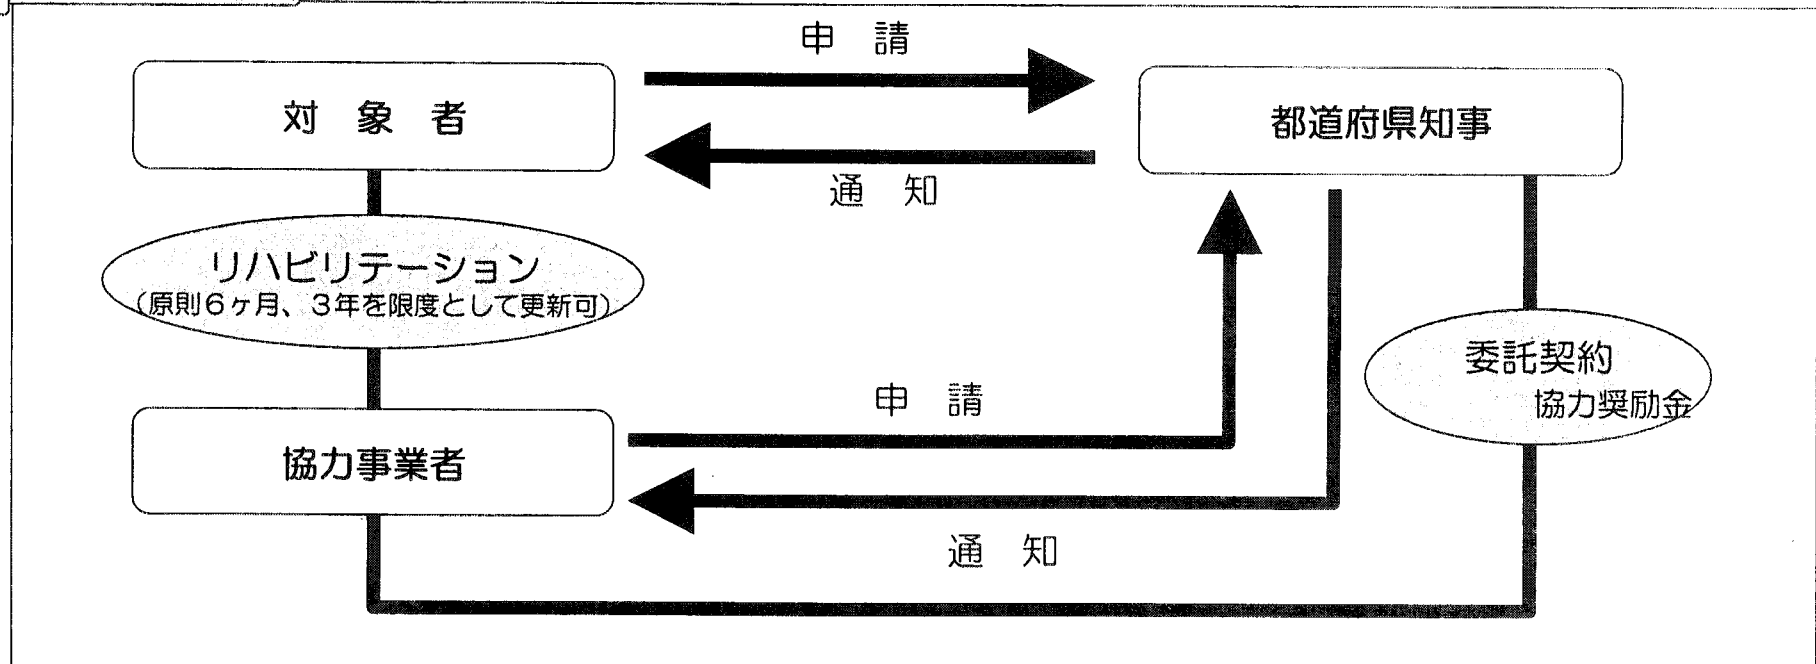 申 請
対 象 者
都道府県知事
通 知
リハビリテーション
（原則６ヶ月、３年を限度として更新可）
委託契約
協力奨励金
申 請
協力事業者
通 知